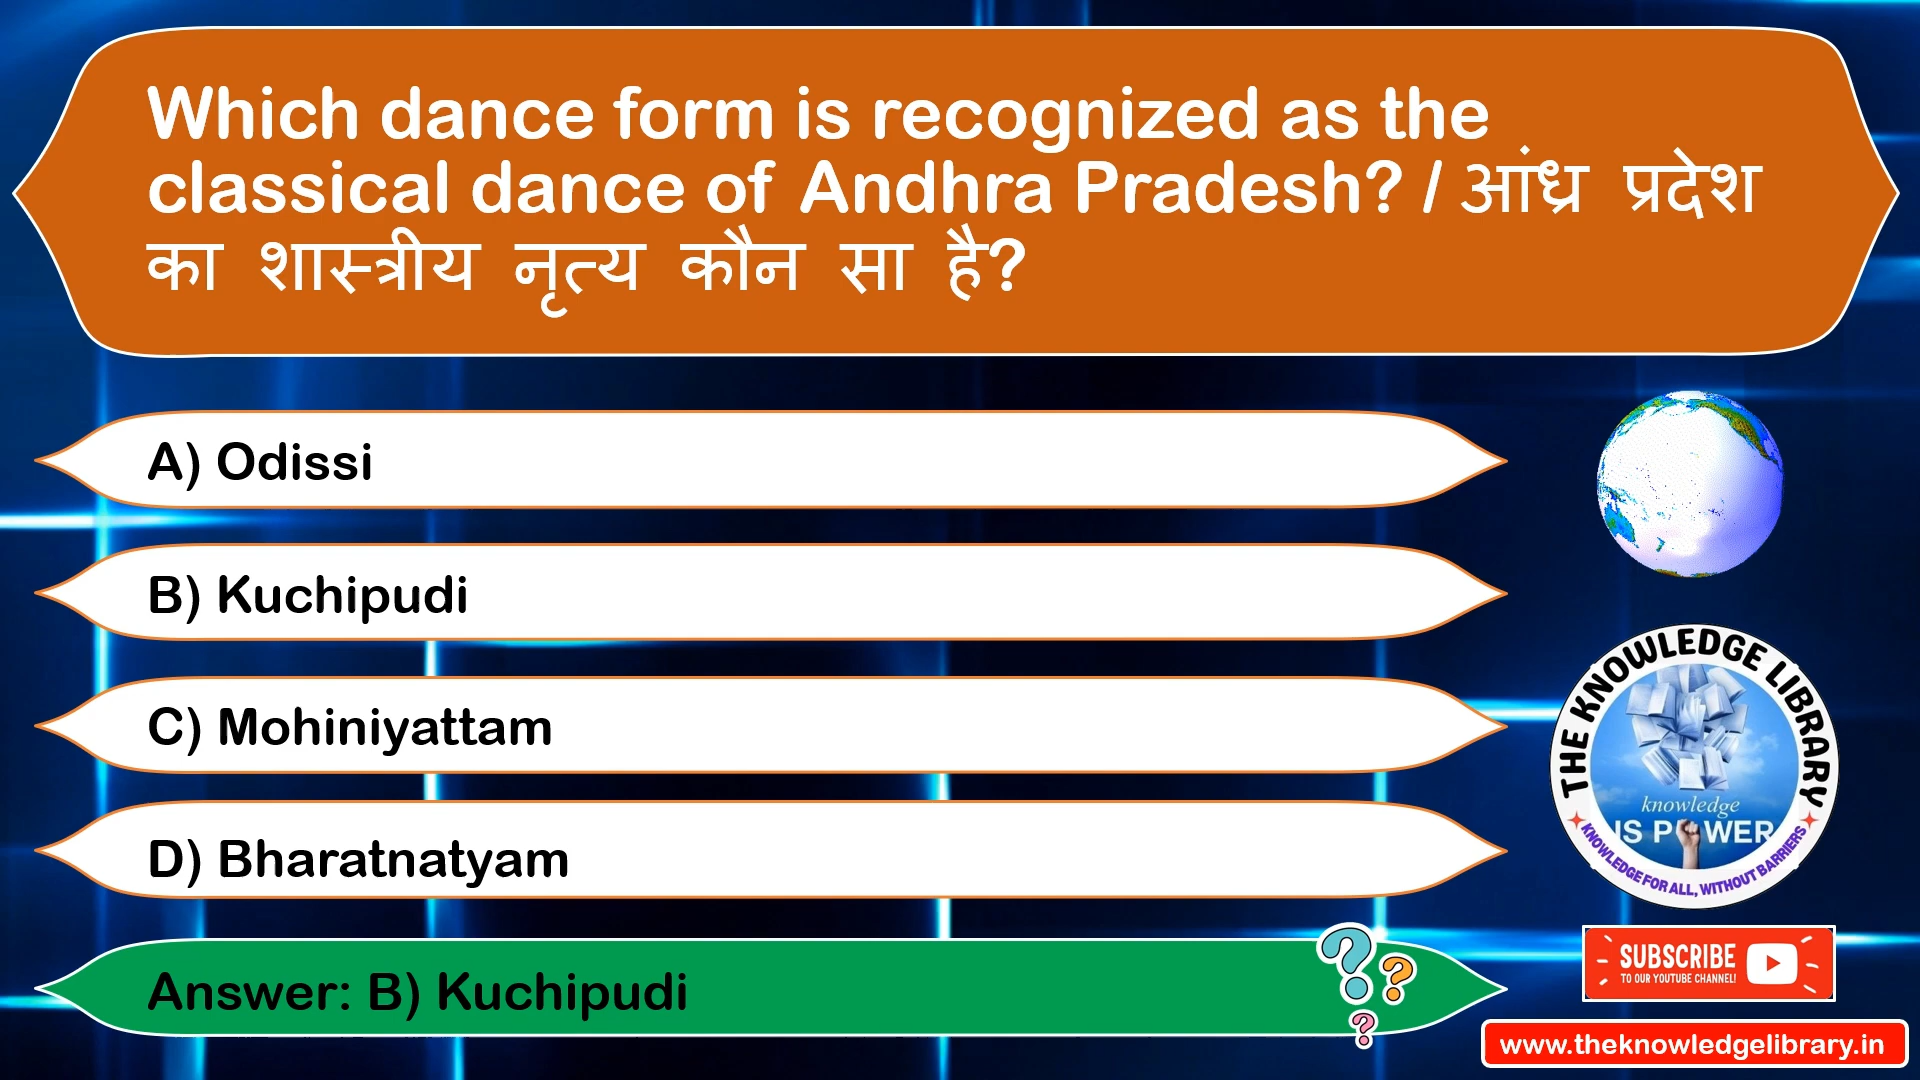 Which dance form is recognized as the
classical dance of Andhra Pradesh? / आंध्र प्रदेश
का शास्त्रीय नृत्य कौन सा है?
A) Odissi
B) Kuchipudi
C) Mohiniyattam
D) Bharatnatyam
Answer: B) Kuchipudi
THE KNOWLEDGE LIBRARY
knowledge
IS POWER
KNOWLEDGE FOR ALL, WITHOUT BARRIERS
SUBSCRIBE
TO OUR YOUTUBE CHANNEL!
www.theknowledgelibrary.in